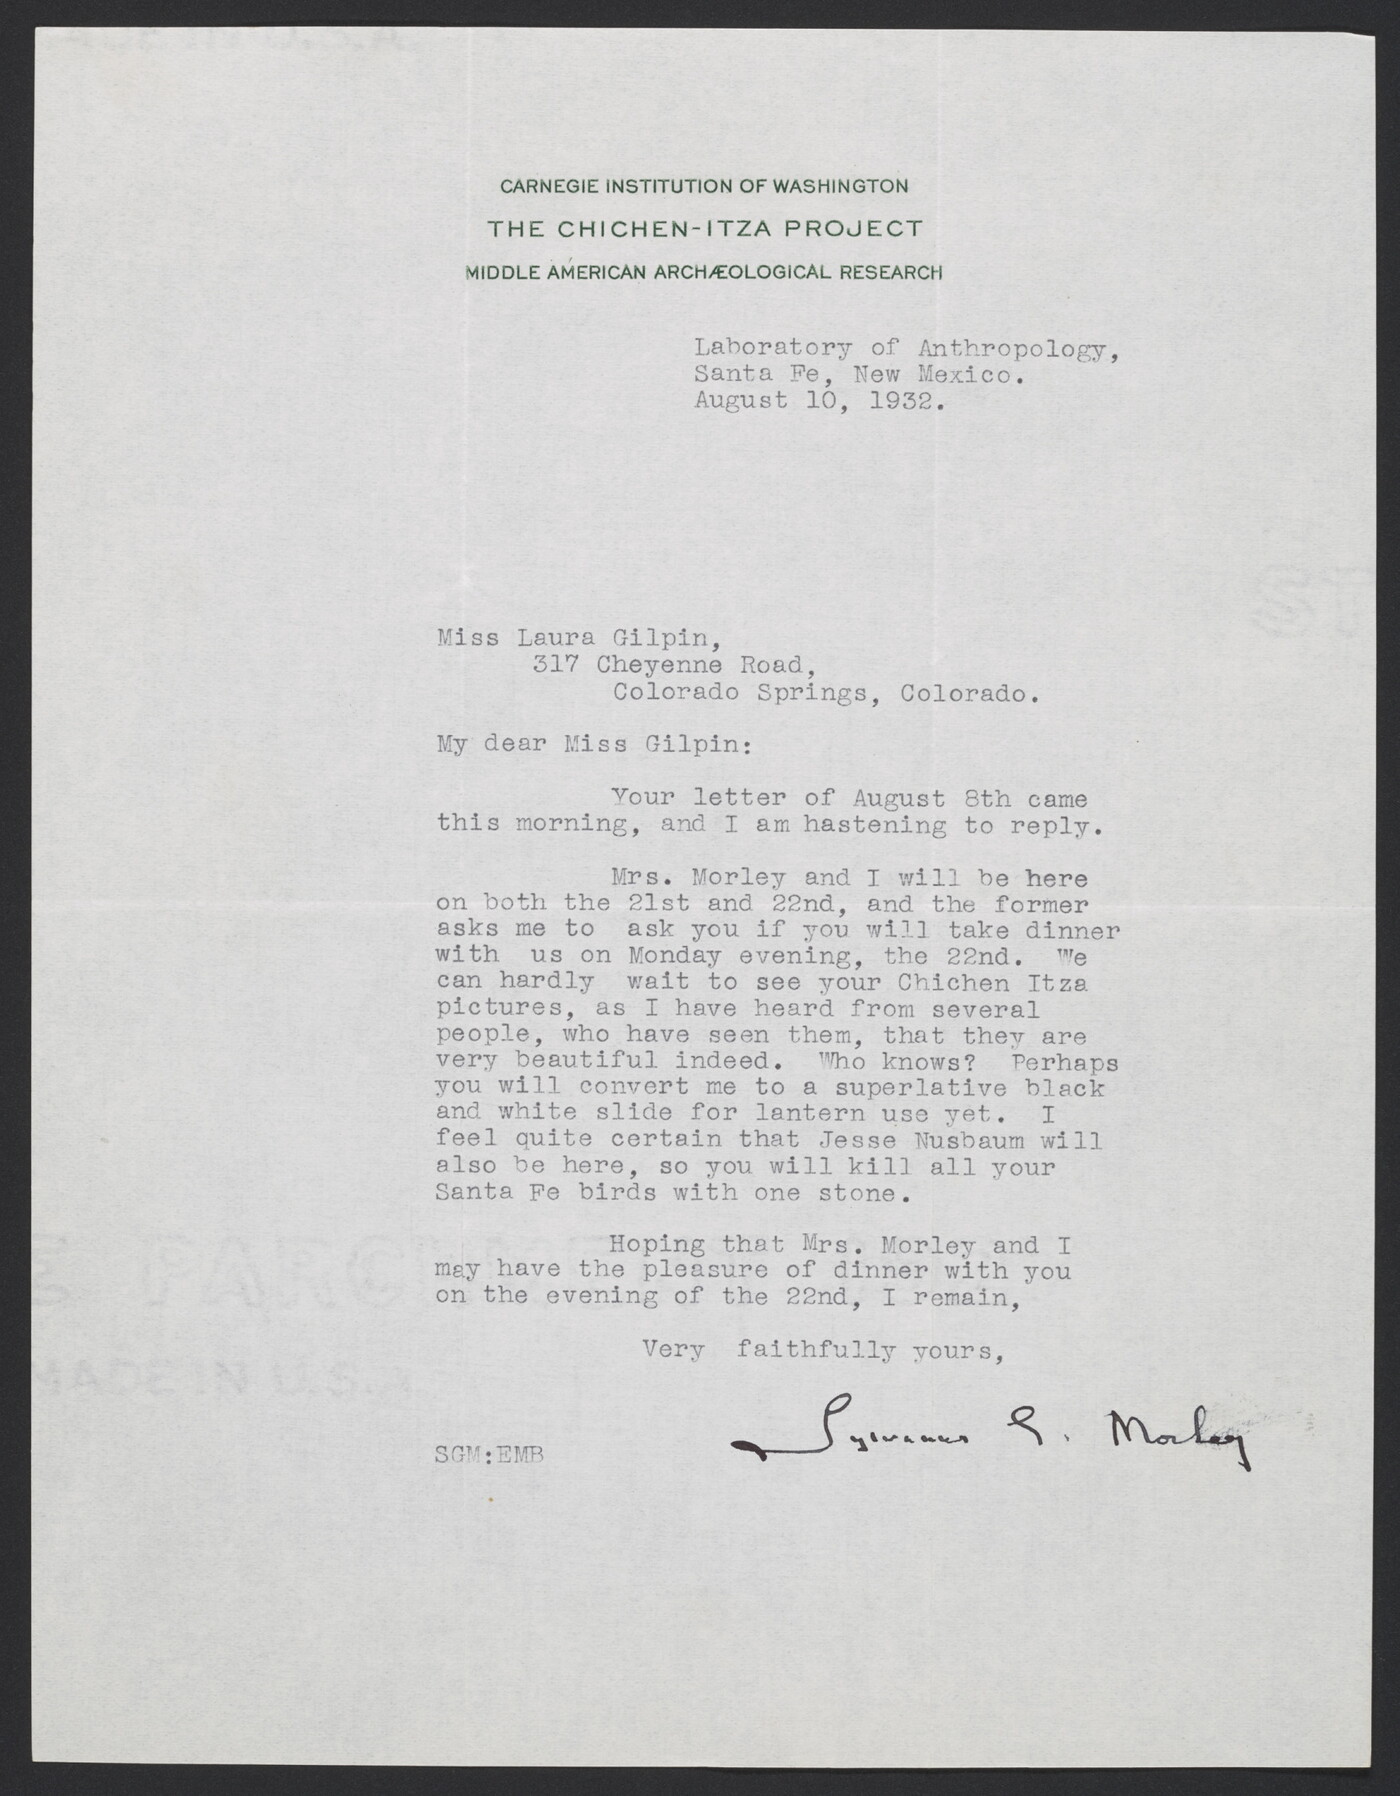 CARNEGIE INSTITUTION OF WASHINGTON
THE CHICHEN-ITZA PROJECT
MIDDLE AMERICAN ARCHÆOLOGICAL RESEARCH
Laboratory of Anthropology,
Santa Fe, New Mexico.
August 10, 1932.
Miss Laura Gilpin,
317 Cheyenne Road,
Colorado Springs, Colorado.
My dear Miss Gilpin:
Your letter of August 8th came
this morning, and I am hastening to reply.
Mrs. Morley and I will be here
on both the 21st and 22nd, and the former
asks me to ask you if you will take dinner
with us on Monday evening, the 22nd. We
can hardly wait to see your Chichen Itza
pictures, as I have heard from several
people, who have seen them, that they are
very beautiful indeed. Who knows? Perhaps
you will convert me to a superlative black
and white slide for lantern use yet. I
feel quite certain that Jesse Nusbaum will
also be here, so you will kill all your
Santa Fe birds with one stone.
Hoping that Mrs. Morley and I
may have the pleasure of dinner with you
on the evening of the 22nd, I remain,
Very faithfully yours,
Sylvanus G. Morley
SGM:EMB